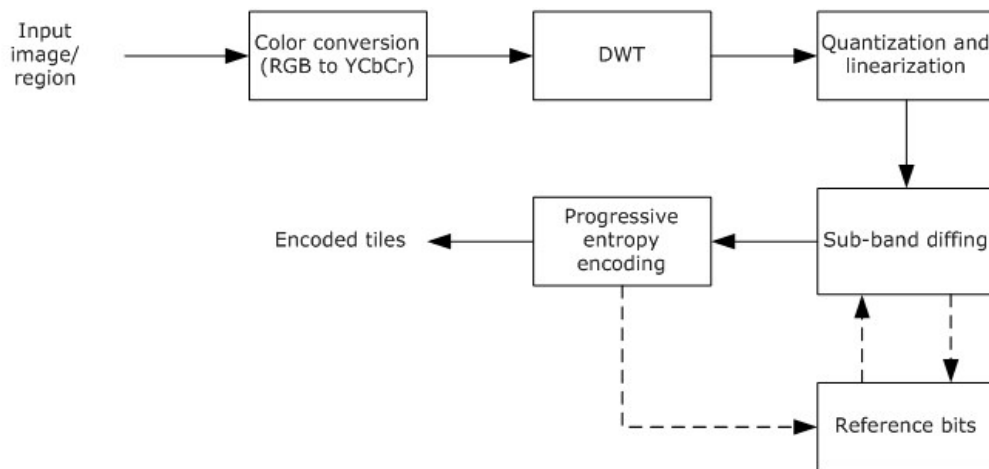 Input
image/
region
Color conversion
(RGB to YCbCr)
DWT
Quantization and
linearization
Encoded tiles
Progressive
entropy
encoding
Sub-band diffing
Reference bits